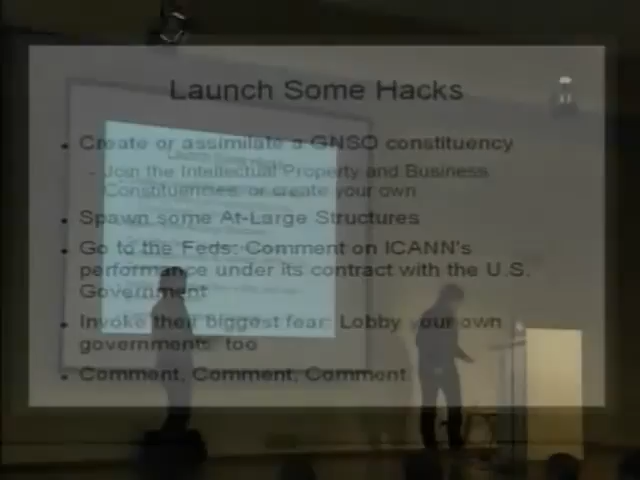 Launch Some Hacks
• Create or assimilate a GNSO constituency
- Join the Intellectual Property and Business
Constituencies, or create your own
• Spawn some At-Large Structures
• Go to the Feds: Comment on ICANN's
performance under its contract with the U.S.
Government
• Invoke their biggest fear: Lobby your own
governments, too
• Comment, Comment, Comment.